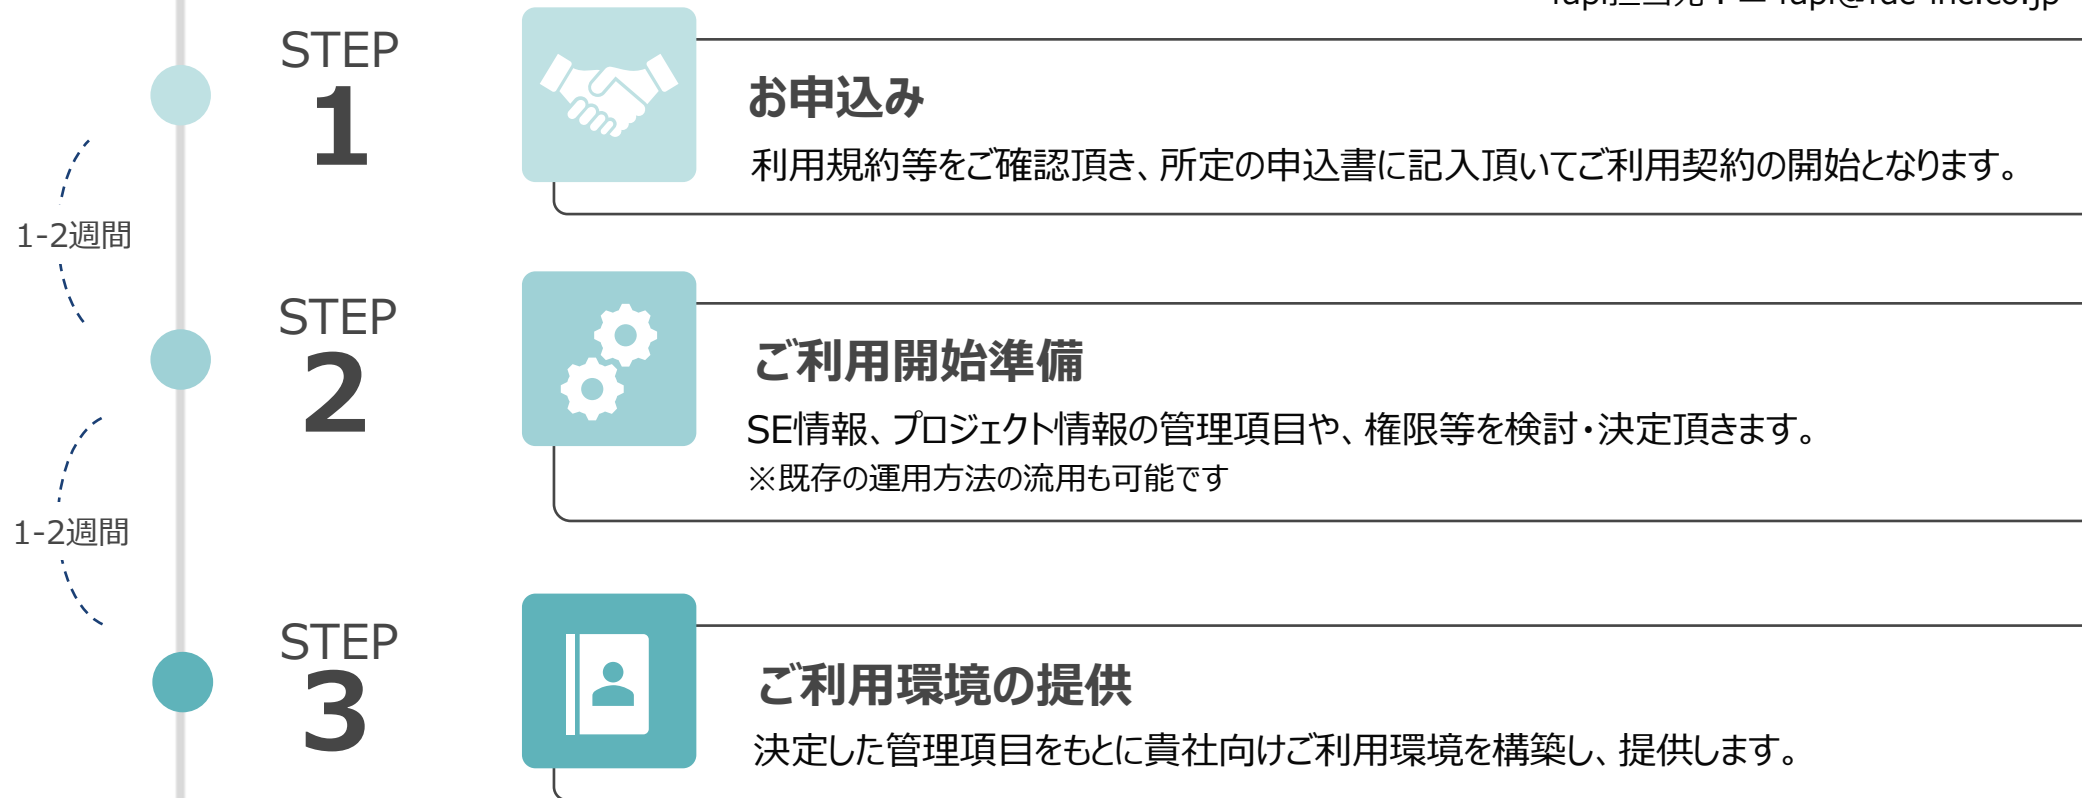 STEP
1
お申込み
利用規約等をご確認頂き、所定の申込書に記入頂いてご利用契約の開始となります。
1-2週間
STEP
2
ご利用開始準備
SE情報、プロジェクト情報の管理項目や、権限等を検討・決定頂きます。
※既存の運用方法の流用も可能です
1-2週間
STEP
3
ご利用環境の提供
決定した管理項目をもとに貴社向けご利用環境を構築し、提供します。